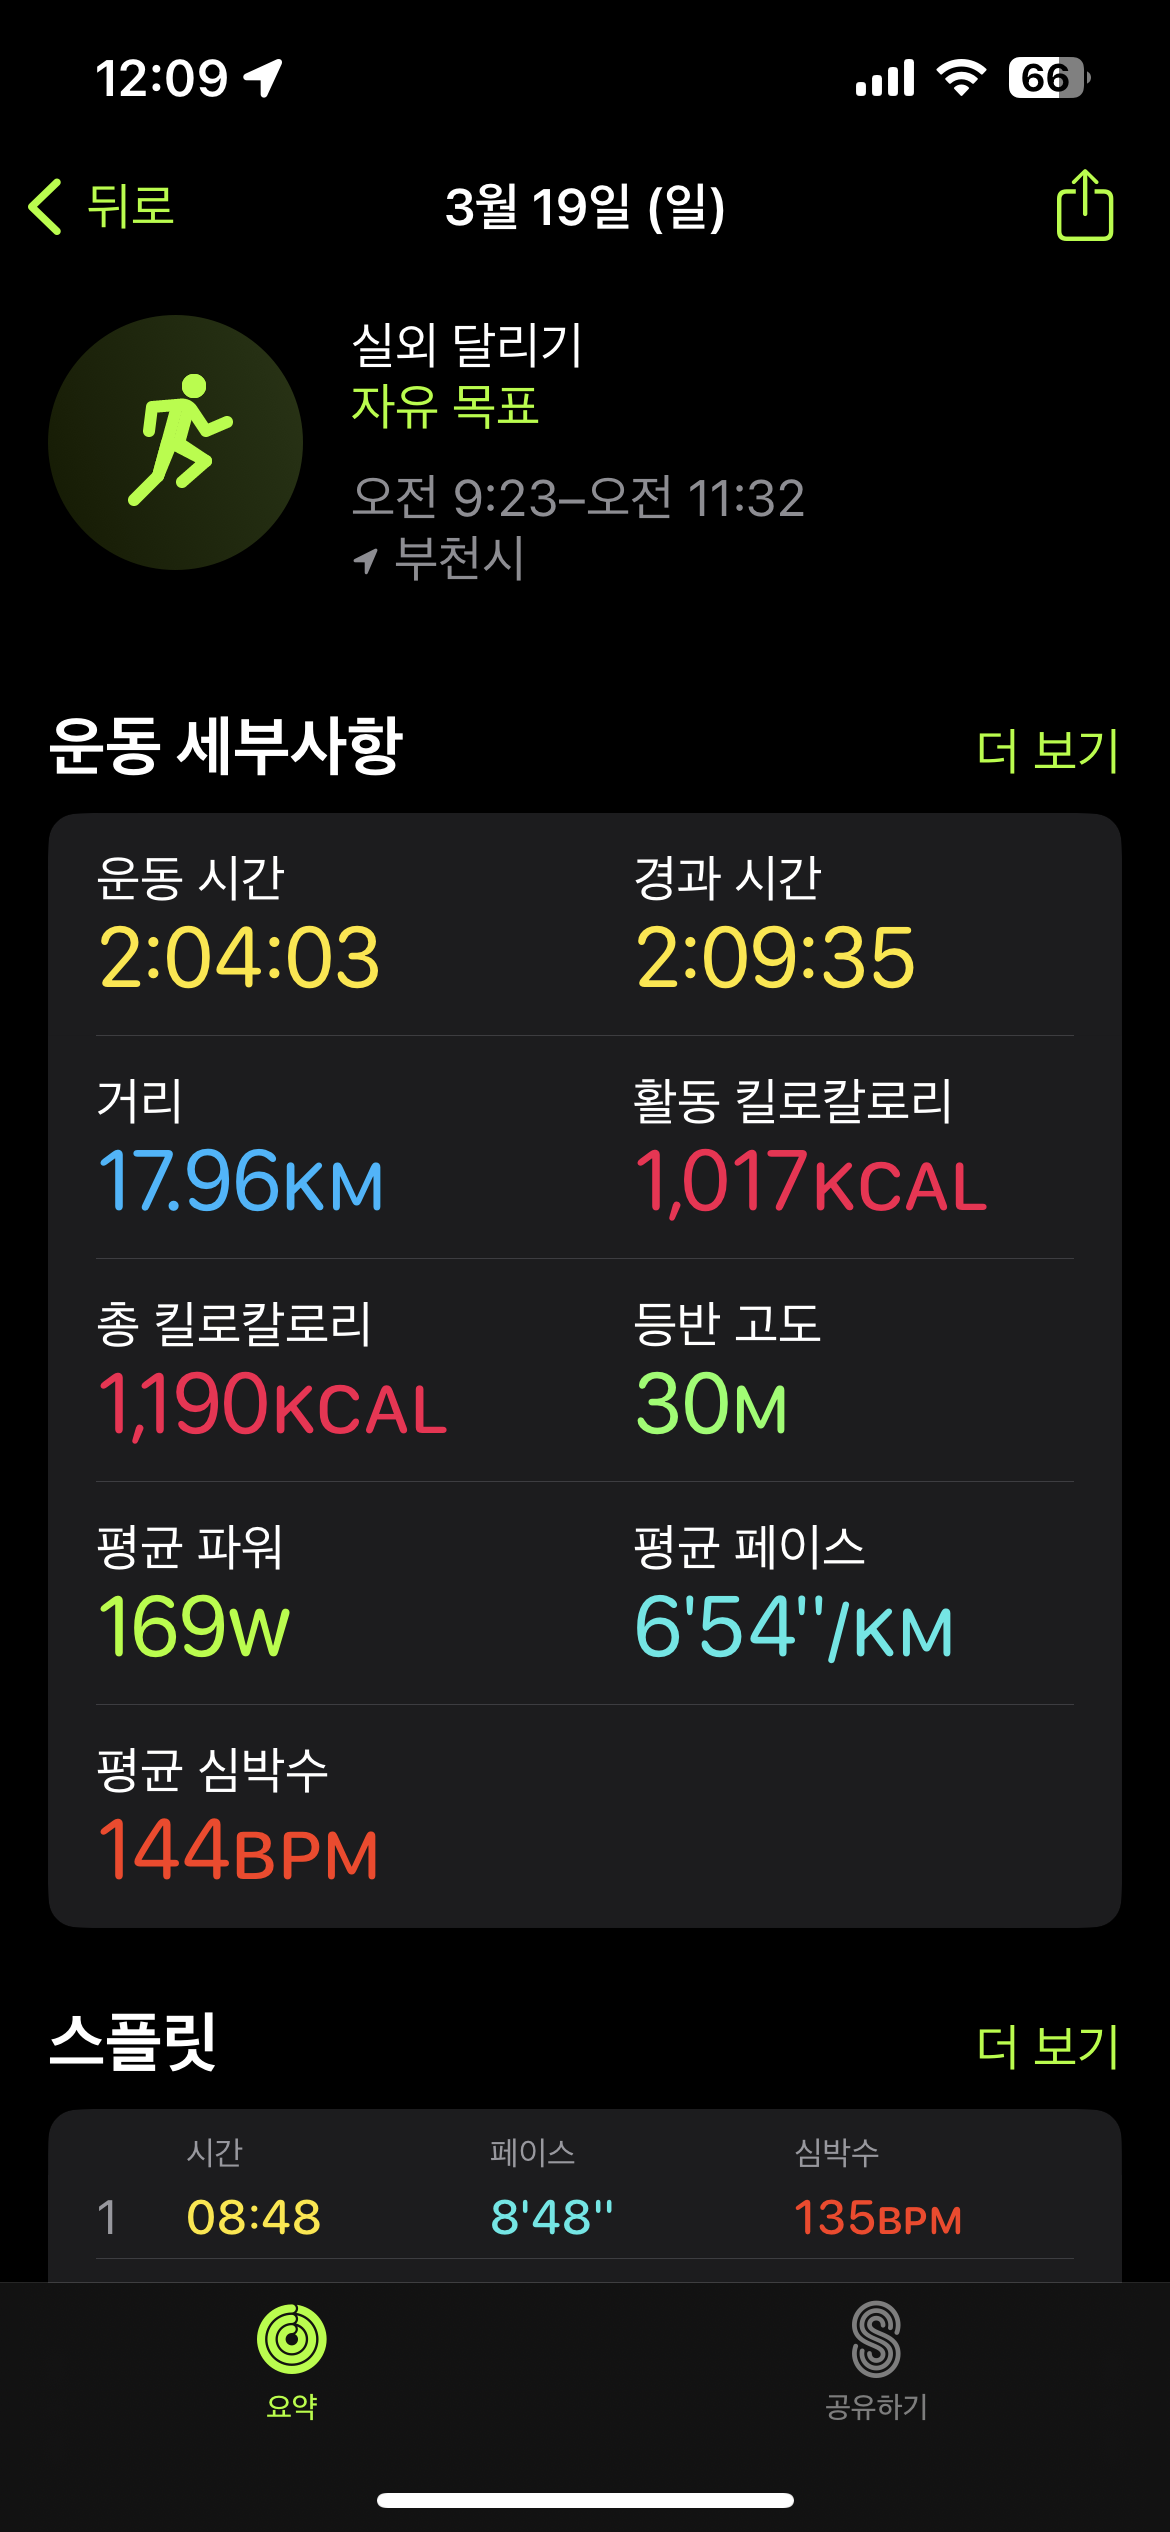 12:09
66
뒤로
3월 19일 (일)
실외 달리기
자유 목표
오전 9:23–오전 11:32
부천시
운동 세부사항
더 보기
운동 시간
경과 시간
2:04:03
2:09:35
거리
활동 킬로칼로리
17.96KM
1,017KCAL
총 킬로칼로리
등반 고도
1,190KCAL
30M
평균 파워
평균 페이스
169W
6'54''/KM
평균 심박수
144BPM
스플릿
더 보기
시간
페이스
심박수
1
08:48
8'48''
135BPM
요약
공유하기